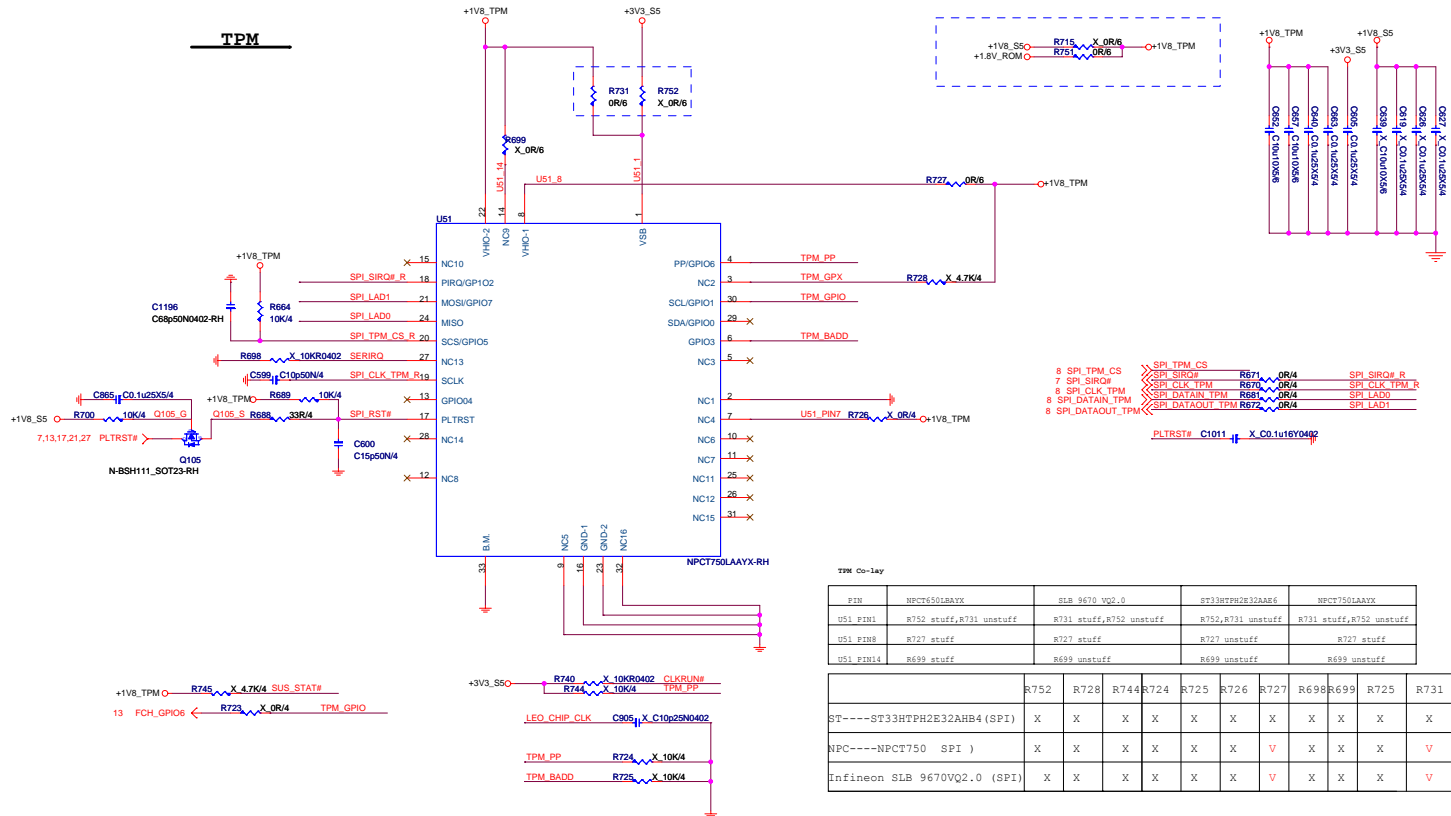 TPM
+1V8_TPM
+3V3_S5
R731
0R/6
R752
X_0R/6
R699
X_0R/6
U51_14
U51_1
U51_8
R727 0R/6 +1V8_TPM
R728 X_4.7K/4
+1V8_S5 R715 X_0R/6 +1V8_TPM
+1.8V_ROM R751 0R/6
+1V8_TPM
+3V3_S5
+1V8_S5
C652 C10u10X5/6
C657 C10u10X5/6
C640 C0.1u25X5/4
C663 C0.1u25X5/4
C605 C0.1u25X5/4
C639 X_C10u10X5/6
C619 X_C0.1u25X5/4
C626 X_C0.1u25X5/4
C627 X_C0.1u25X5/4
U51
22 VHIO-2
14 NC9
8 VHIO-1
1 VSB
15 NC10
SPI_SIRQ#_R 18 PIRQ/GP1O2
SPI_LAD1 21 MOSI/GPIO7
SPI_LAD0 24 MISO
SPI_TPM_CS_R 20 SCS/GPIO5
R698 X_10KR0402 SERIRQ 27 NC13
C599 C10p50N/4 SPI_CLK_TPM_R 19 SCLK
13 GPIO04
SPI_RST# 17 PLTRST
28 NC14
12 NC8
PP/GPIO6 4 TPM_PP
NC2 3 TPM_GPX
SCL/GPIO1 30 TPM_GPIO
SDA/GPIO0 29
GPIO3 6 TPM_BADD
NC3 5
NC1 2
NC4 7 U51_PIN7 R726 X_0R/4 +1V8_TPM
NC6 10
NC7 11
NC11 25
NC12 26
NC15 31
B.M. 33
NC5 9
GND-1 16
GND-2 23
NC16 32
NPCT750LAAYX-RH
+1V8_TPM
C1196
C68p50N0402-RH
R664
10K/4
C865 C0.1u25X5/4
+1V8_TPM R689 10K/4
+1V8_S5 R700 10K/4 Q105_G
Q105_S R688 33R/4
7,13,17,21,27 PLTRST#
Q105
N-BSH111_SOT23-RH
C600
C15p50N/4
8 SPI_TPM_CS SPI_TPM_CS
7 SPI_SIRQ# SPI_SIRQ# R671 0R/4 SPI_SIRQ#_R
8 SPI_CLK_TPM SPI_CLK_TPM R670 0R/4 SPI_CLK_TPM_R
8 SPI_DATAIN_TPM SPI_DATAIN_TPM R681 0R/4 SPI_LAD0
8 SPI_DATAOUT_TPM SPI_DATAOUT_TPM R672 0R/4 SPI_LAD1
PLTRST# C1011 X_C0.1u16Y0402
+1V8_TPM R745 X_4.7K/4 SUS_STAT#
13 FCH_GPIO6 R723 X_0R/4 TPM_GPIO
+3V3_S5 R740 X_10KR0402 CLKRUN#
R744 X_10K/4 TPM_PP
LEO_CHIP_CLK C905 X_C10p25N0402
TPM_PP R724 X_10K/4
TPM_BADD R725 X_10K/4
TPM Co-lay
PIN NPCT650LBAYX SLB 9670 VQ2.0 ST33HTPH2E32AAE6 NPCT750LAAYX
U51 PIN1 R752 stuff,R731 unstuff R731 stuff,R752 unstuff R752,R731 unstuff R731 stuff,R752 unstuff
U51 PIN8 R727 stuff R727 stuff R727 unstuff R727 stuff
U51 PIN14 R699 stuff R699 unstuff R699 unstuff R699 unstuff
R752 R728 R744 R724 R725 R726 R727 R698 R699 R725 R731
ST----ST33HTPH2E32AHB4(SPI) X X X X X X X X X X X
NPC----NPCT750 SPI ) X X X X X X V X X X V
Infineon SLB 9670VQ2.0 (SPI) X X X X X X V X X X V